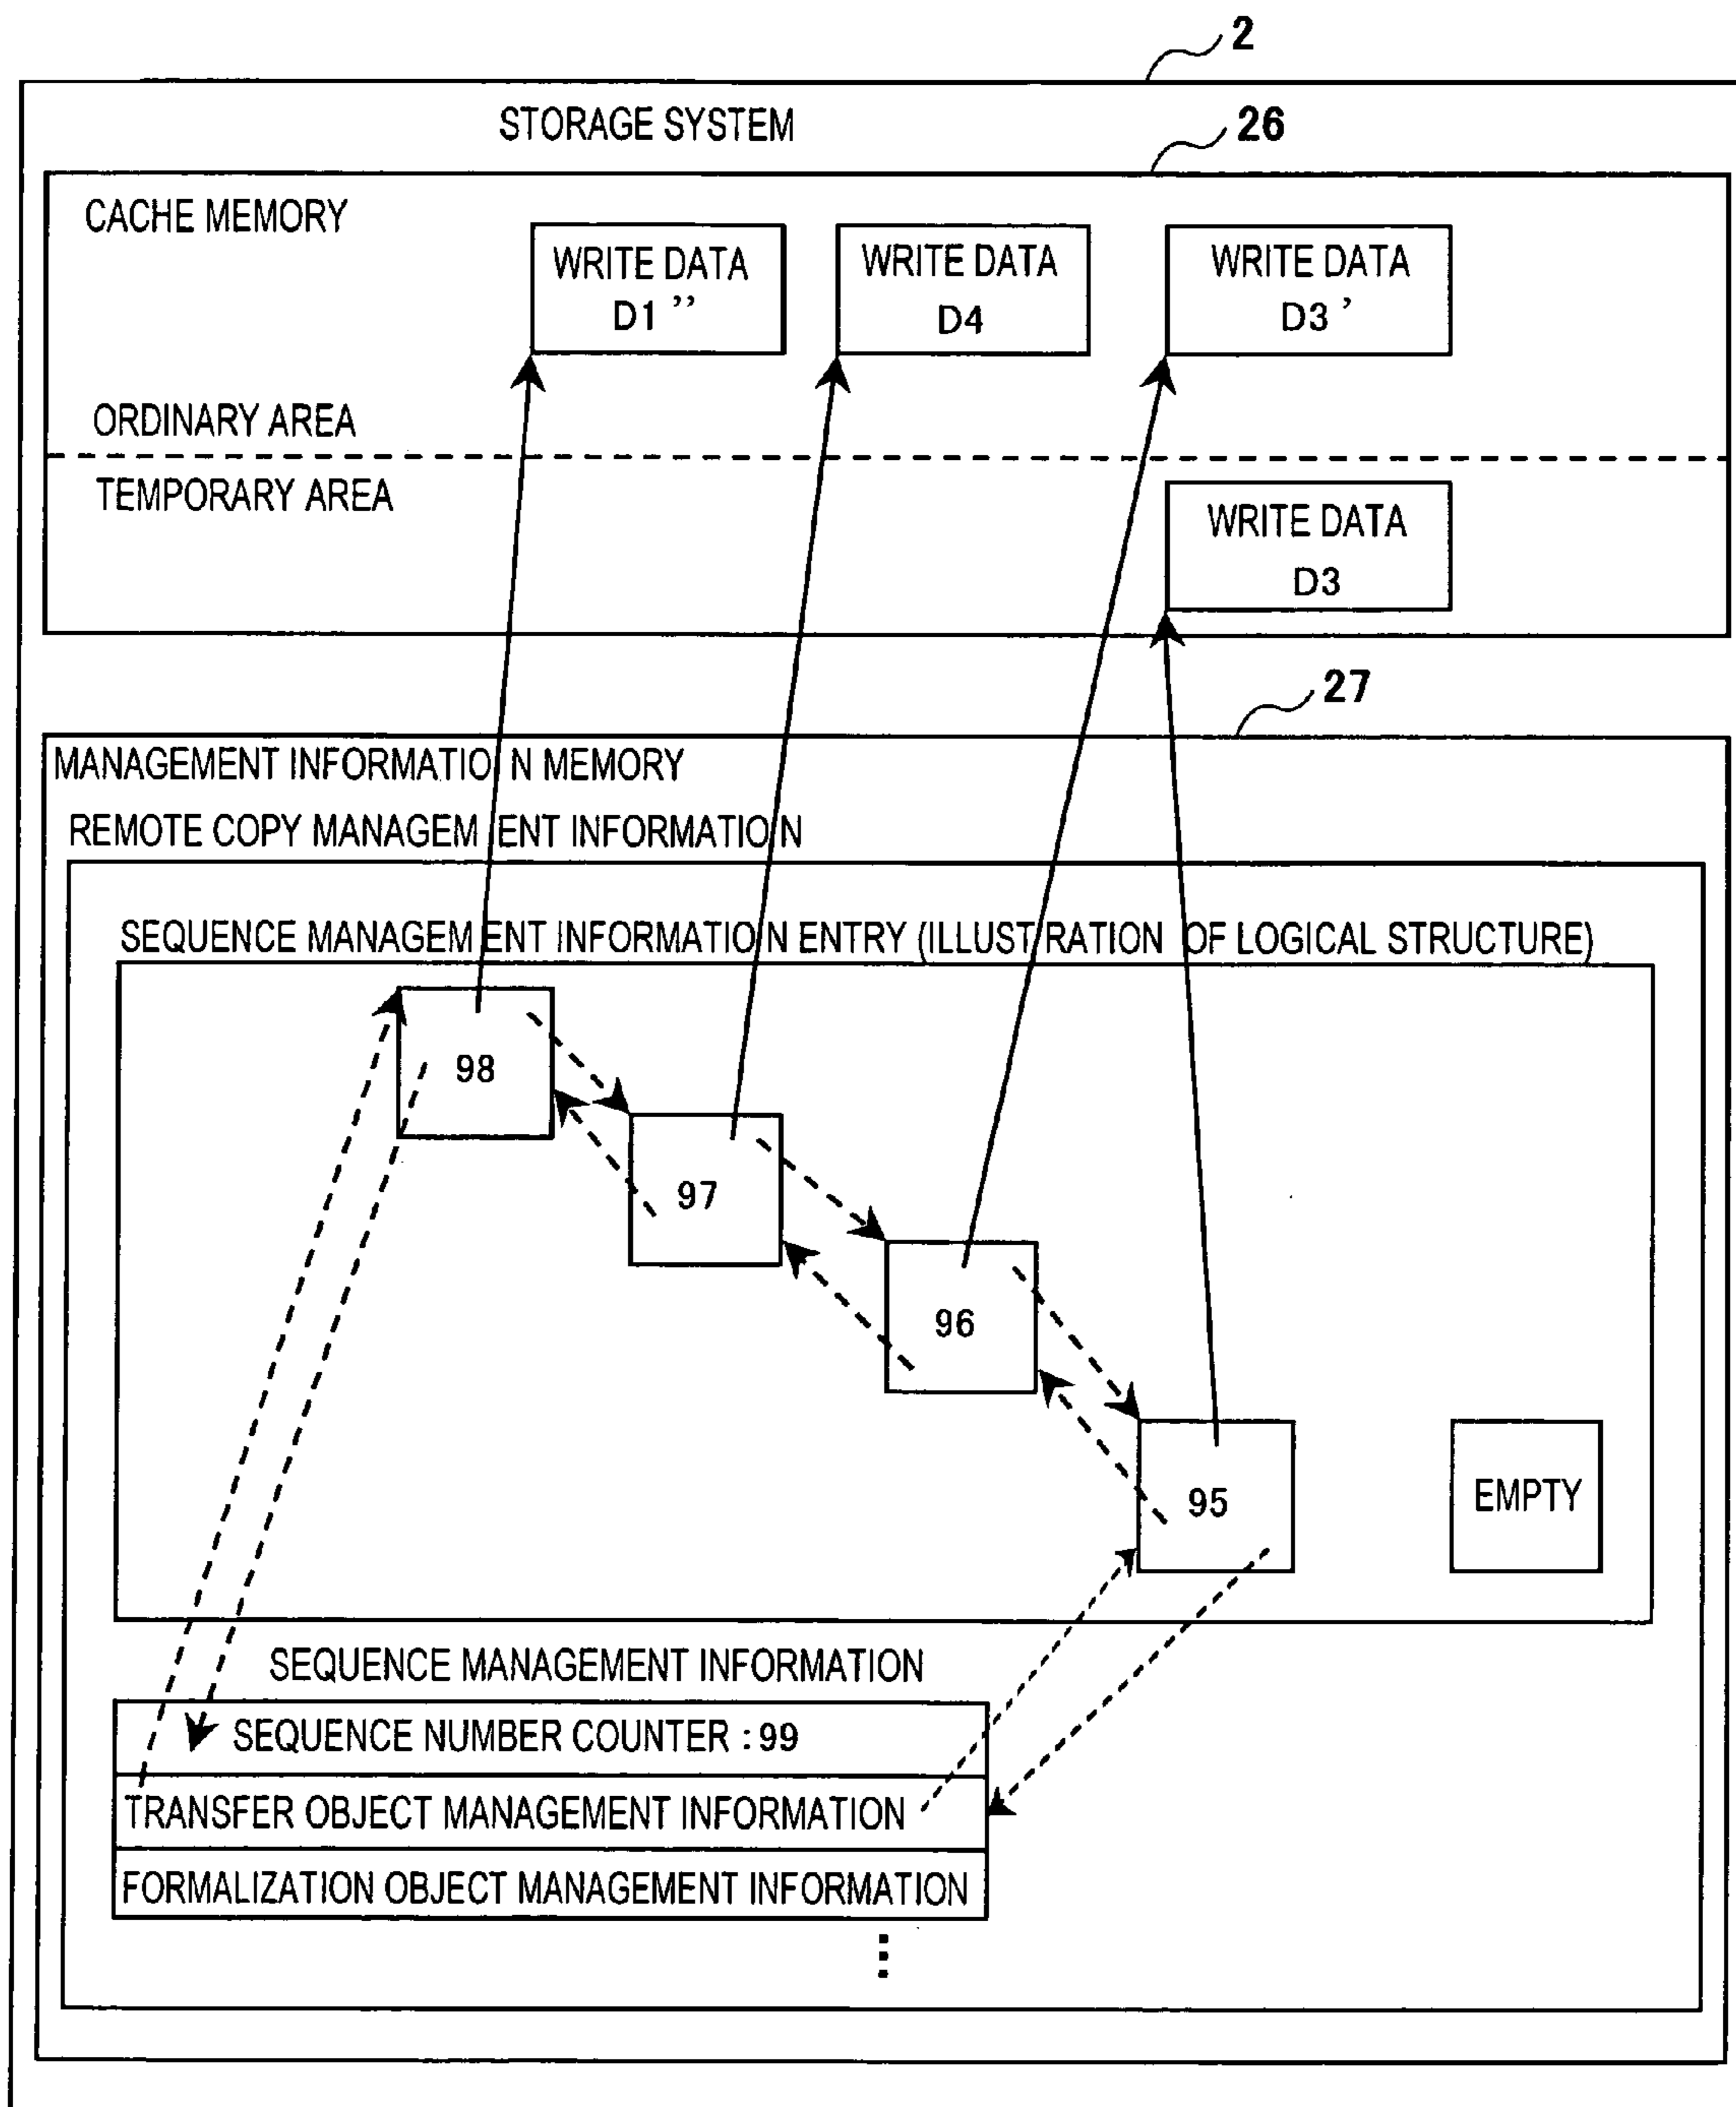 2
STORAGE SYSTEM
26
CACHE MEMORY
WRITE DATA
D1''
WRITE DATA
D4
WRITE DATA
D3'
ORDINARY AREA
TEMPORARY AREA
WRITE DATA
D3
27
MANAGEMENT INFORMATION MEMORY
REMOTE COPY MANAGEMENT INFORMATION
SEQUENCE MANAGEMENT INFORMATION ENTRY (ILLUSTRATION OF LOGICAL STRUCTURE)
98
97
96
95
EMPTY
SEQUENCE MANAGEMENT INFORMATION
SEQUENCE NUMBER COUNTER : 99
TRANSFER OBJECT MANAGEMENT INFORMATION
FORMALIZATION OBJECT MANAGEMENT INFORMATION
⋮